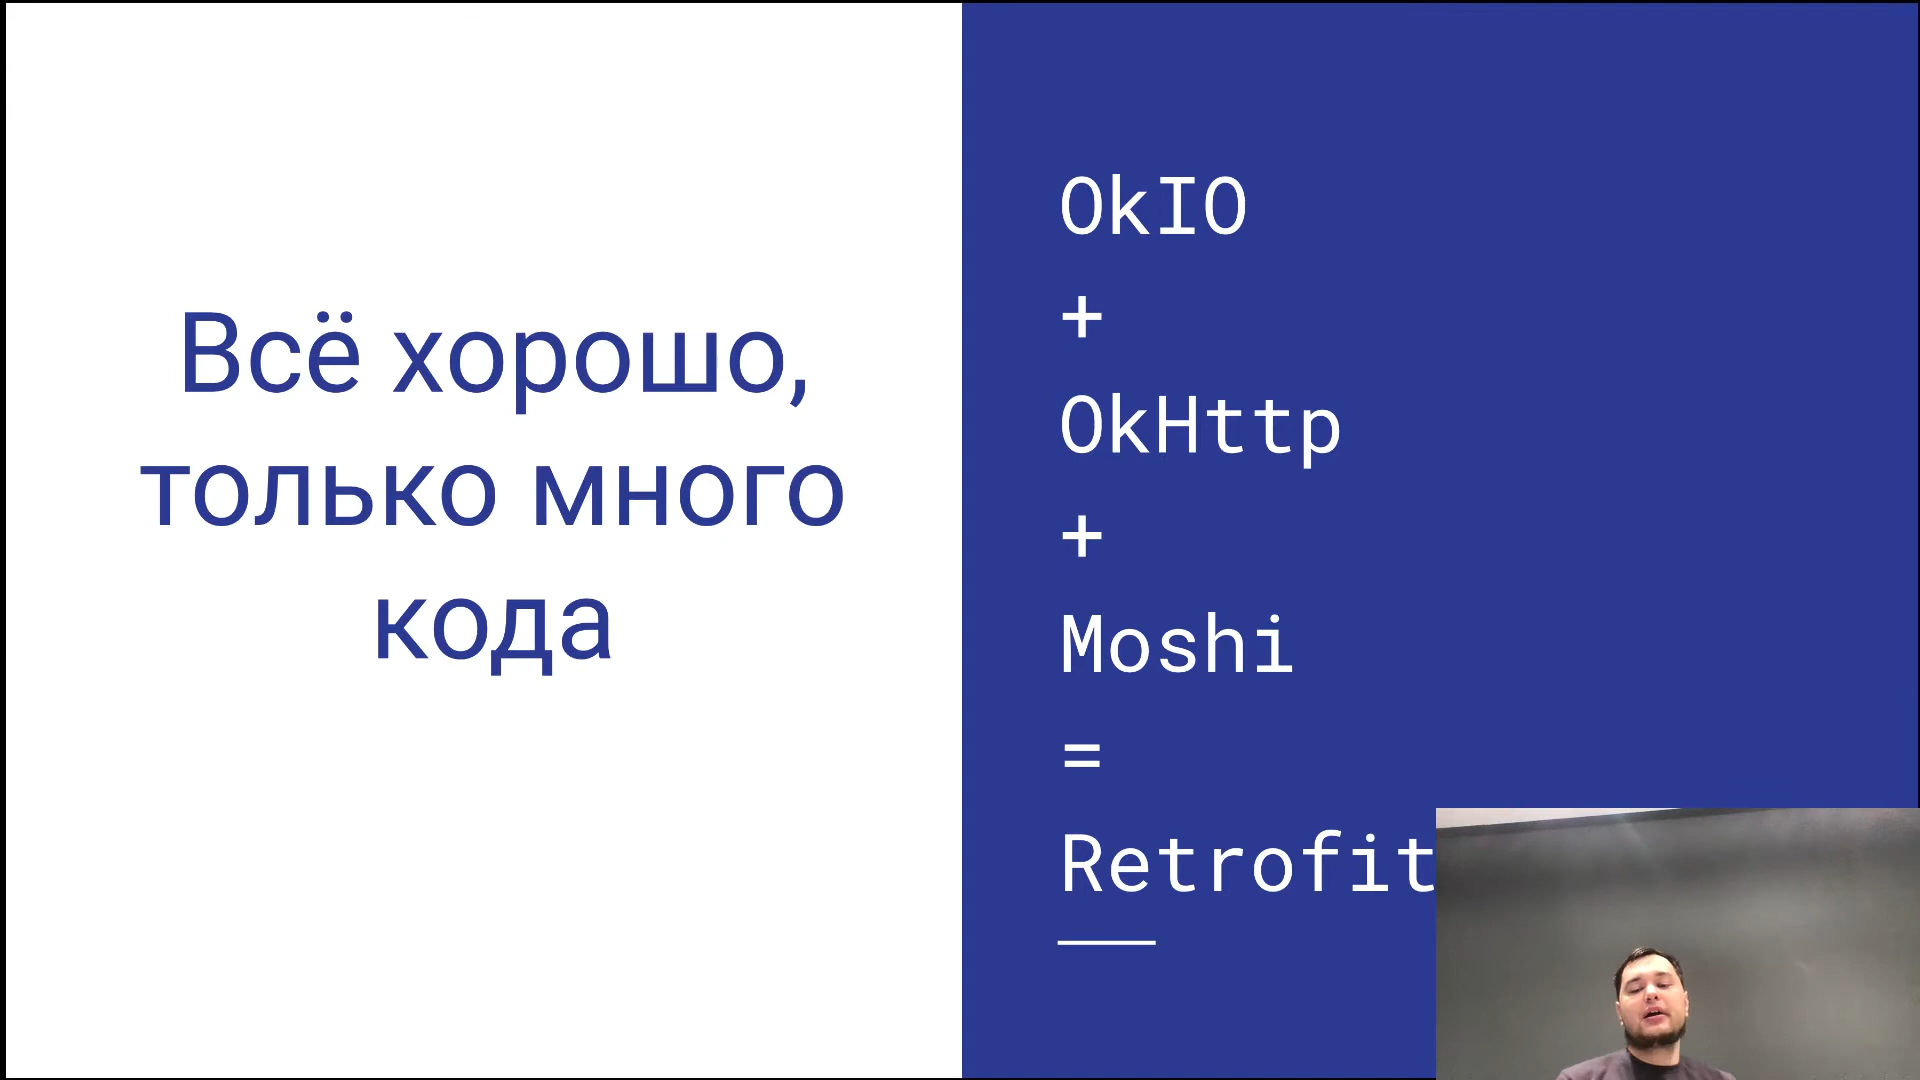 Всё хорошо,
только много
кода
OkIO
+
OkHttp
+
Moshi
=
Retrofit